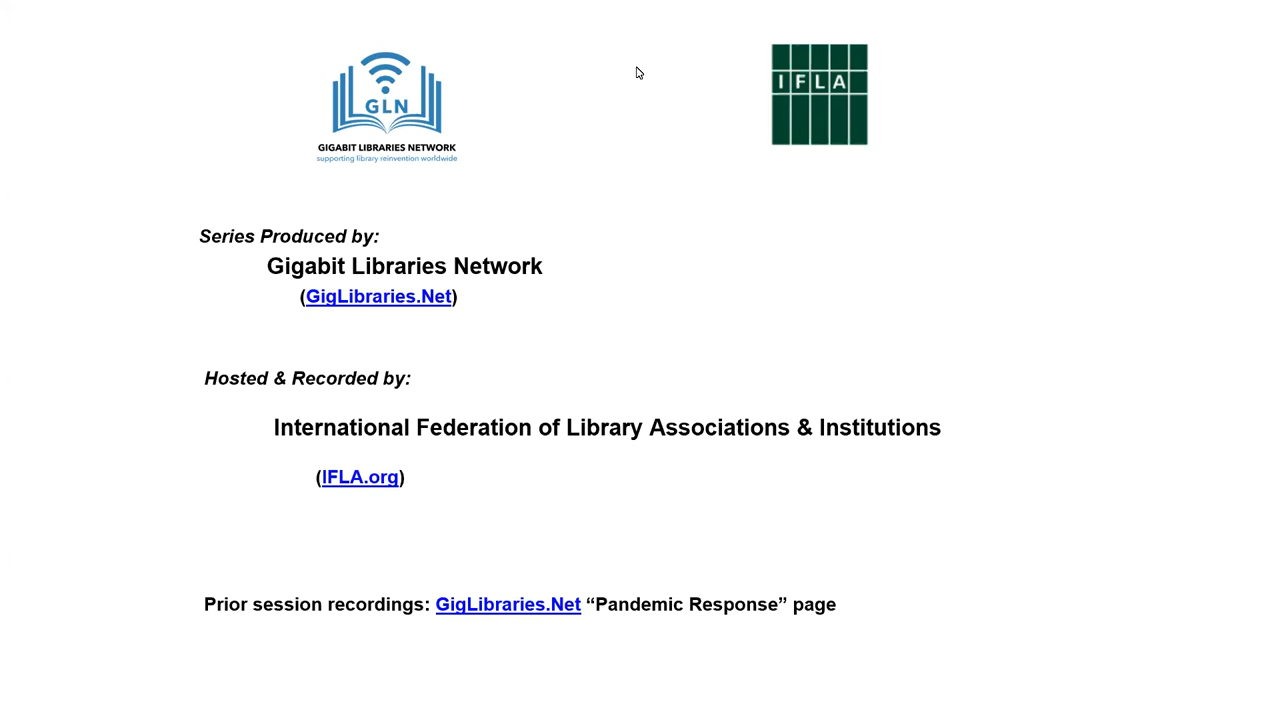 GLN
GIGABIT LIBRARIES NETWORK
supporting library reinvention worldwide
IFLA
Series Produced by:
Gigabit Libraries Network
(GigLibraries.Net)
Hosted & Recorded by:
International Federation of Library Associations & Institutions
(IFLA.org)
Prior session recordings: GigLibraries.Net “Pandemic Response” page